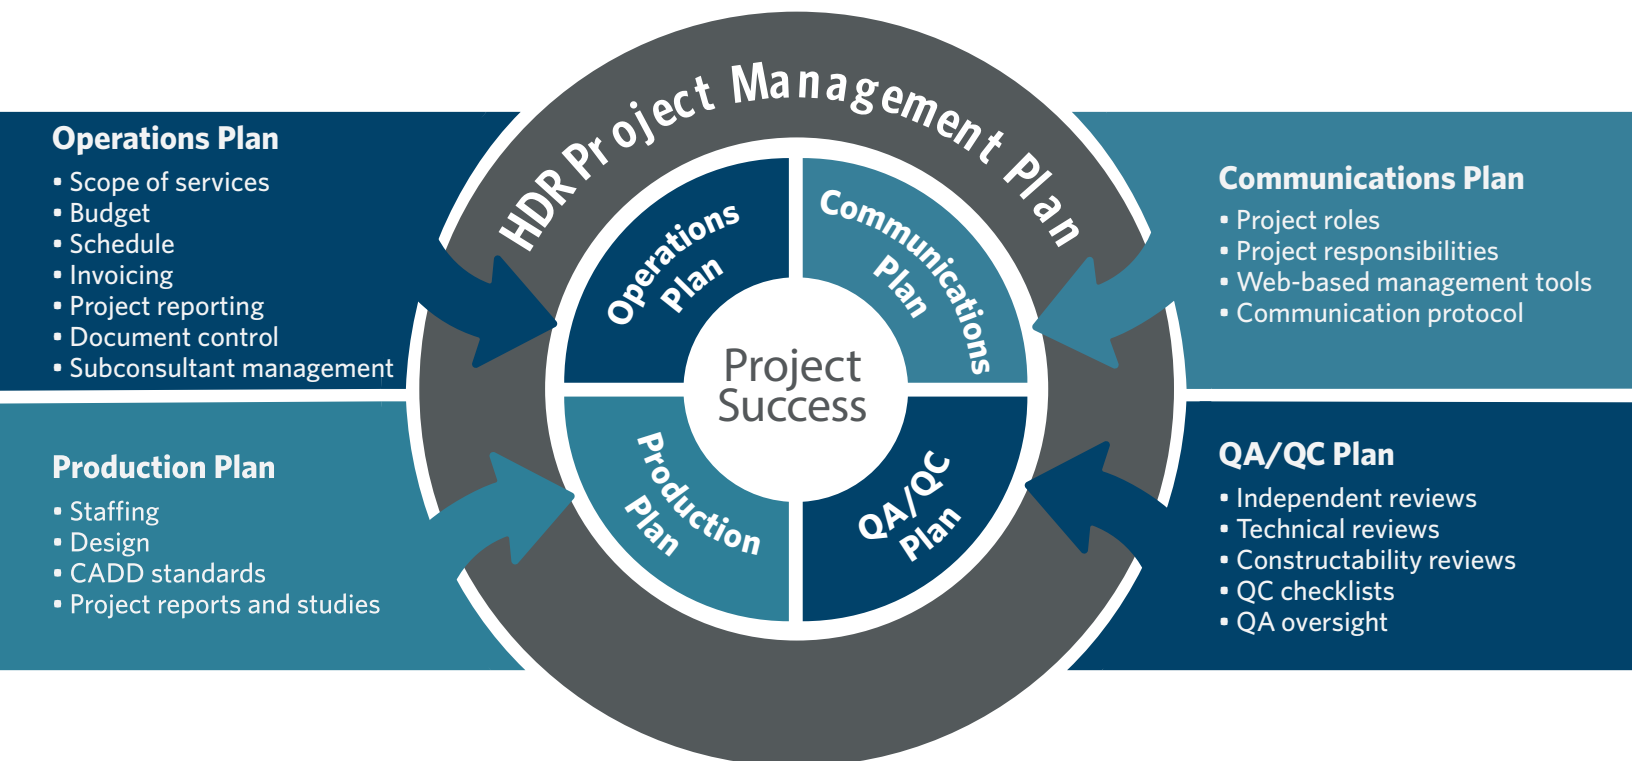 HDR Project Management Plan
Operations Plan
• Scope of services
• Budget
• Schedule
• Invoicing
• Project reporting
• Document control
• Subconsultant management
Production Plan
• Staffing
• Design
• CADD standards
• Project reports and studies
Operations
Plan
Communications
Plan
Project
Success
Production
Plan
QA/QC
Plan
Communications Plan
• Project roles
• Project responsibilities
• Web-based management tools
• Communication protocol
QA/QC Plan
• Independent reviews
• Technical reviews
• Constructability reviews
• QC checklists
• QA oversight